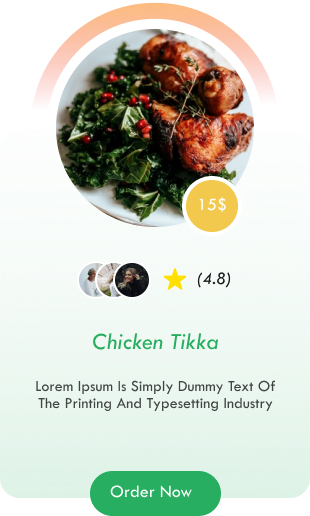 15$
(4.8)
Chicken Tikka
Lorem Ipsum Is Simply Dummy Text Of
The Printing And Typesetting Industry
Order Now